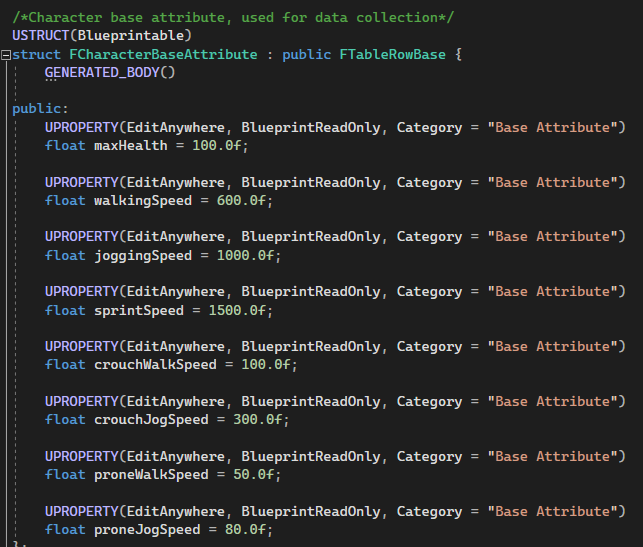 /*Character base attribute, used for data collection*/
USTRUCT(Blueprintable)
struct FCharacterBaseAttribute : public FTableRowBase {
GENERATED_BODY()
public:
UPROPERTY(EditAnywhere, BlueprintReadOnly, Category = "Base Attribute")
float maxHealth = 100.0f;
UPROPERTY(EditAnywhere, BlueprintReadOnly, Category = "Base Attribute")
float walkingSpeed = 600.0f;
UPROPERTY(EditAnywhere, BlueprintReadOnly, Category = "Base Attribute")
float joggingSpeed = 1000.0f;
UPROPERTY(EditAnywhere, BlueprintReadOnly, Category = "Base Attribute")
float sprintSpeed = 1500.0f;
UPROPERTY(EditAnywhere, BlueprintReadOnly, Category = "Base Attribute")
float crouchWalkSpeed = 100.0f;
UPROPERTY(EditAnywhere, BlueprintReadOnly, Category = "Base Attribute")
float crouchJogSpeed = 300.0f;
UPROPERTY(EditAnywhere, BlueprintReadOnly, Category = "Base Attribute")
float proneWalkSpeed = 50.0f;
UPROPERTY(EditAnywhere, BlueprintReadOnly, Category = "Base Attribute")
float proneJogSpeed = 80.0f;
};